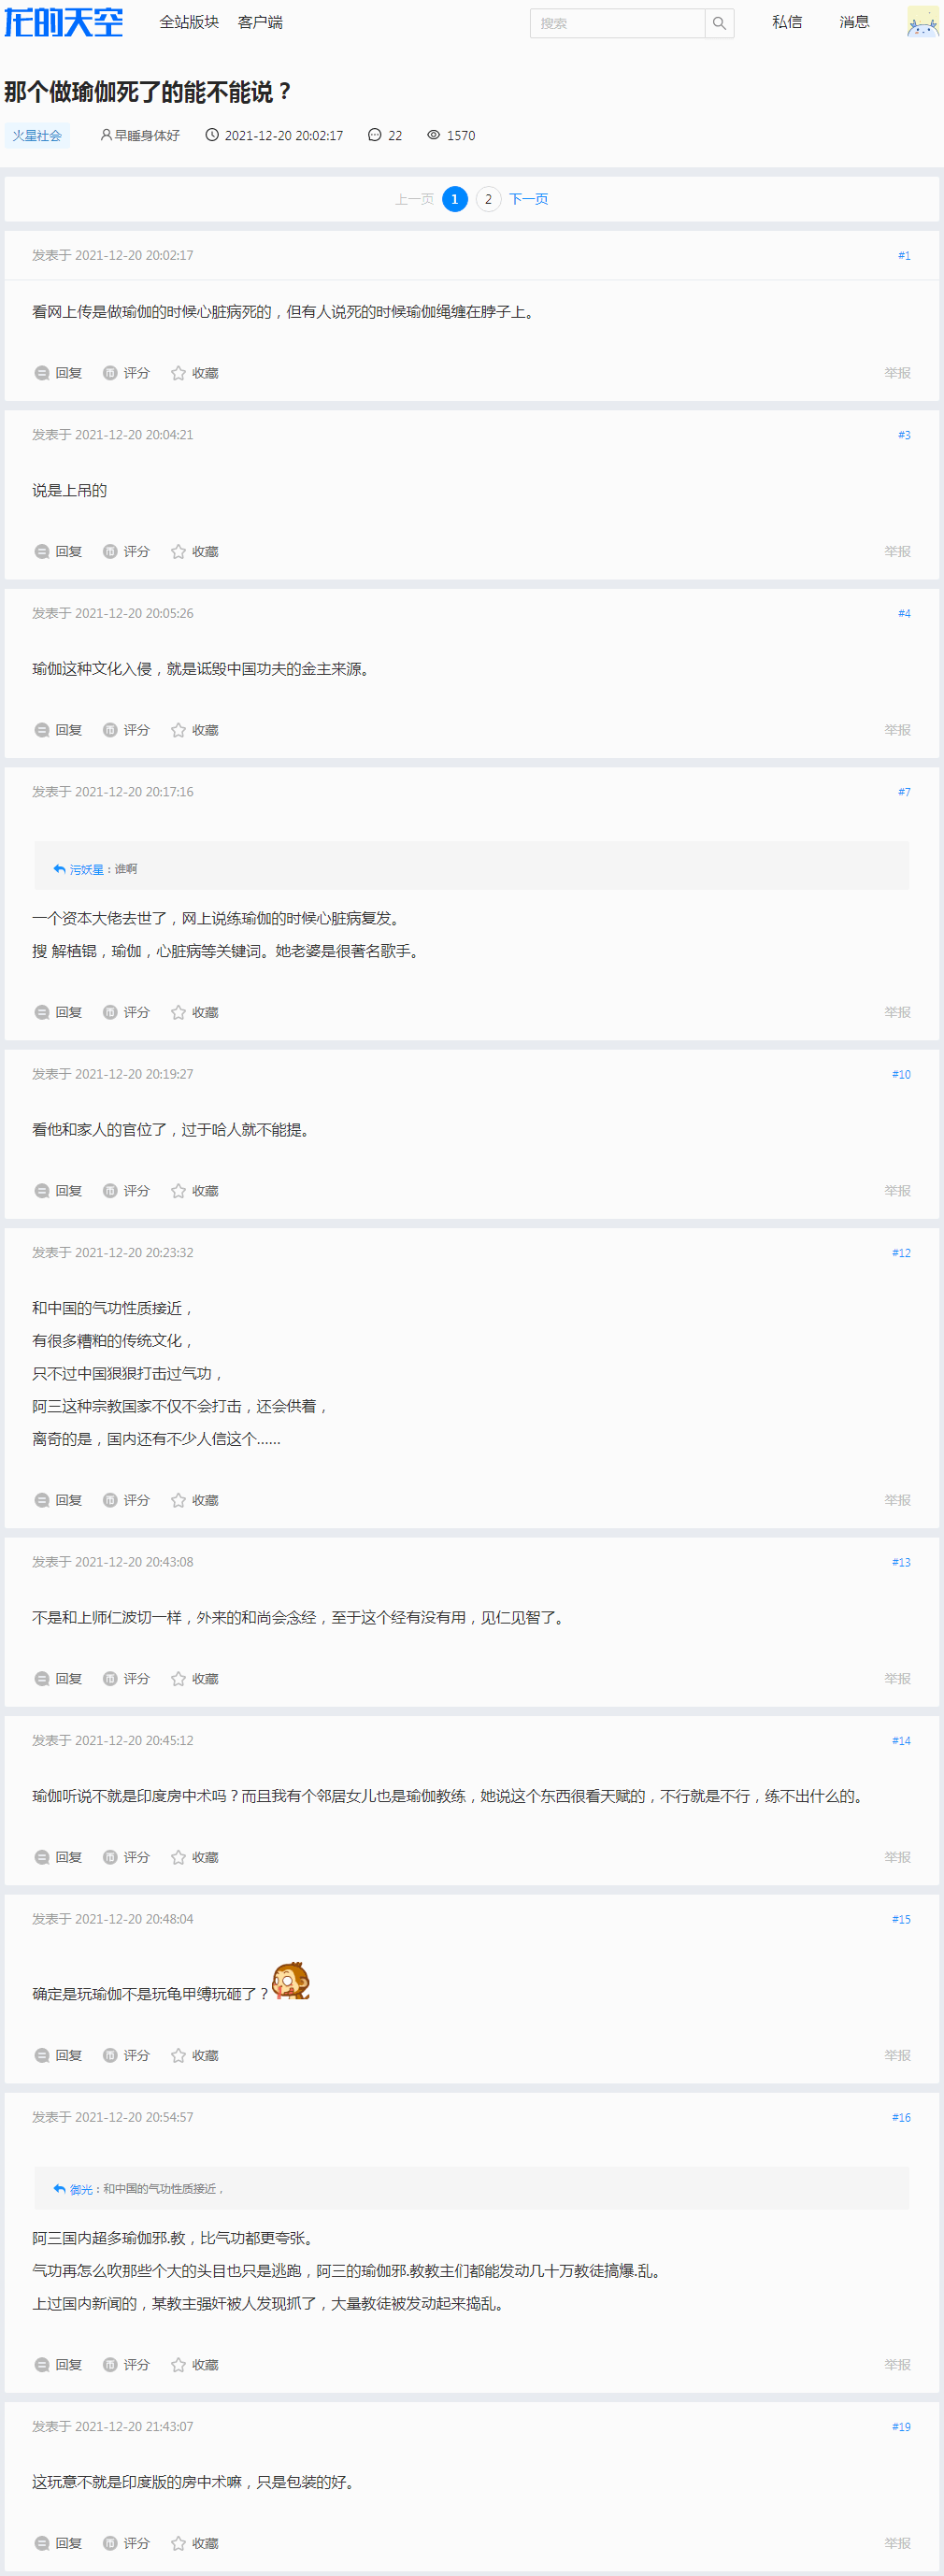 龙的天空 全站版块 客户端 搜索 私信 消息
那个做瑜伽死了的能不能说？
火星社会 早睡身体好 2021-12-20 20:02:17 22 1570
上一页 1 2 下一页
发表于 2021-12-20 20:02:17 #1
看网上传是做瑜伽的时候心脏病死的，但有人说死的时候瑜伽绳缠在脖子上。
回复 评分 收藏 举报
发表于 2021-12-20 20:04:21 #3
说是上吊的
回复 评分 收藏 举报
发表于 2021-12-20 20:05:26 #4
瑜伽这种文化入侵，就是诋毁中国功夫的金主来源。
回复 评分 收藏 举报
发表于 2021-12-20 20:17:16 #7
污妖星：谁啊
一个资本大佬去世了，网上说练瑜伽的时候心脏病复发。
搜 解植锟，瑜伽，心脏病等关键词。她老婆是很著名歌手。
回复 评分 收藏 举报
发表于 2021-12-20 20:19:27 #10
看他和家人的官位了，过于哈人就不能提。
回复 评分 收藏 举报
发表于 2021-12-20 20:23:32 #12
和中国的气功性质接近，
有很多糟粕的传统文化，
只不过中国狠狠打击过气功，
阿三这种宗教国家不仅不会打击，还会供着，
离奇的是，国内还有不少人信这个......
回复 评分 收藏 举报
发表于 2021-12-20 20:43:08 #13
不是和上师仁波切一样，外来的和尚会念经，至于这个经有没有用，见仁见智了。
回复 评分 收藏 举报
发表于 2021-12-20 20:45:12 #14
瑜伽听说不就是印度房中术吗？而且我有个邻居女儿也是瑜伽教练，她说这个东西很看天赋的，不行就是不行，练不出什么的。
回复 评分 收藏 举报
发表于 2021-12-20 20:48:04 #15
确定是玩瑜伽不是玩龟甲缚玩砸了？
回复 评分 收藏 举报
发表于 2021-12-20 20:54:57 #16
御光：和中国的气功性质接近，
阿三国内超多瑜伽邪.教，比气功都更夸张。
气功再怎么吹那些个大的头目也只是逃跑，阿三的瑜伽邪.教教主们都能发动几十万教徒搞爆.乱。
上过国内新闻的，某教主强奸被人发现抓了，大量教徒被发动起来捣乱。
回复 评分 收藏 举报
发表于 2021-12-20 21:43:07 #19
这玩意不就是印度版的房中术嘛，只是包装的好。
回复 评分 收藏 举报